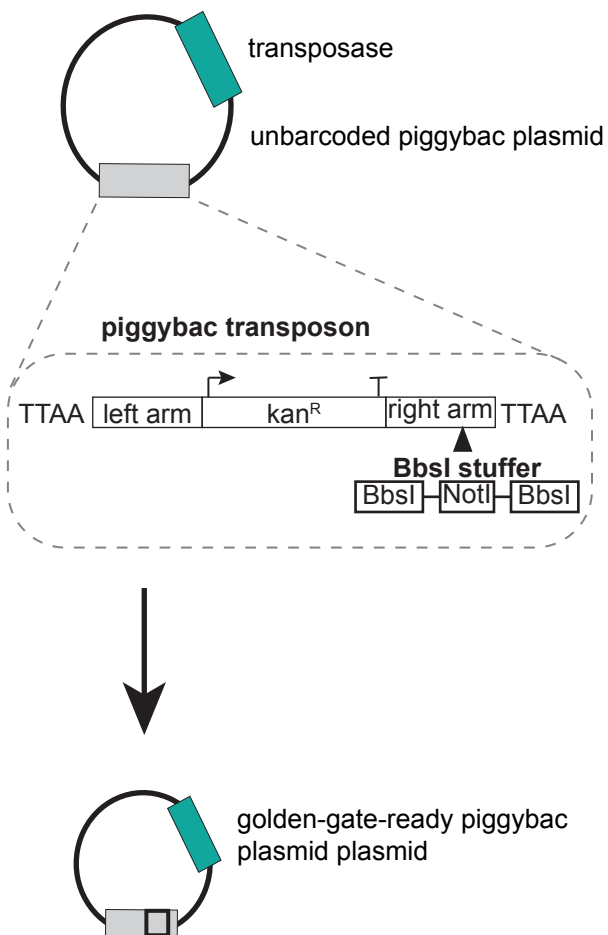 transposase
unbarcoded piggybac plasmid
piggybac transposon
TTAA left arm kanR right arm TTAA
BbsI stuffer
BbsI NotI BbsI
golden-gate-ready piggybac
plasmid plasmid